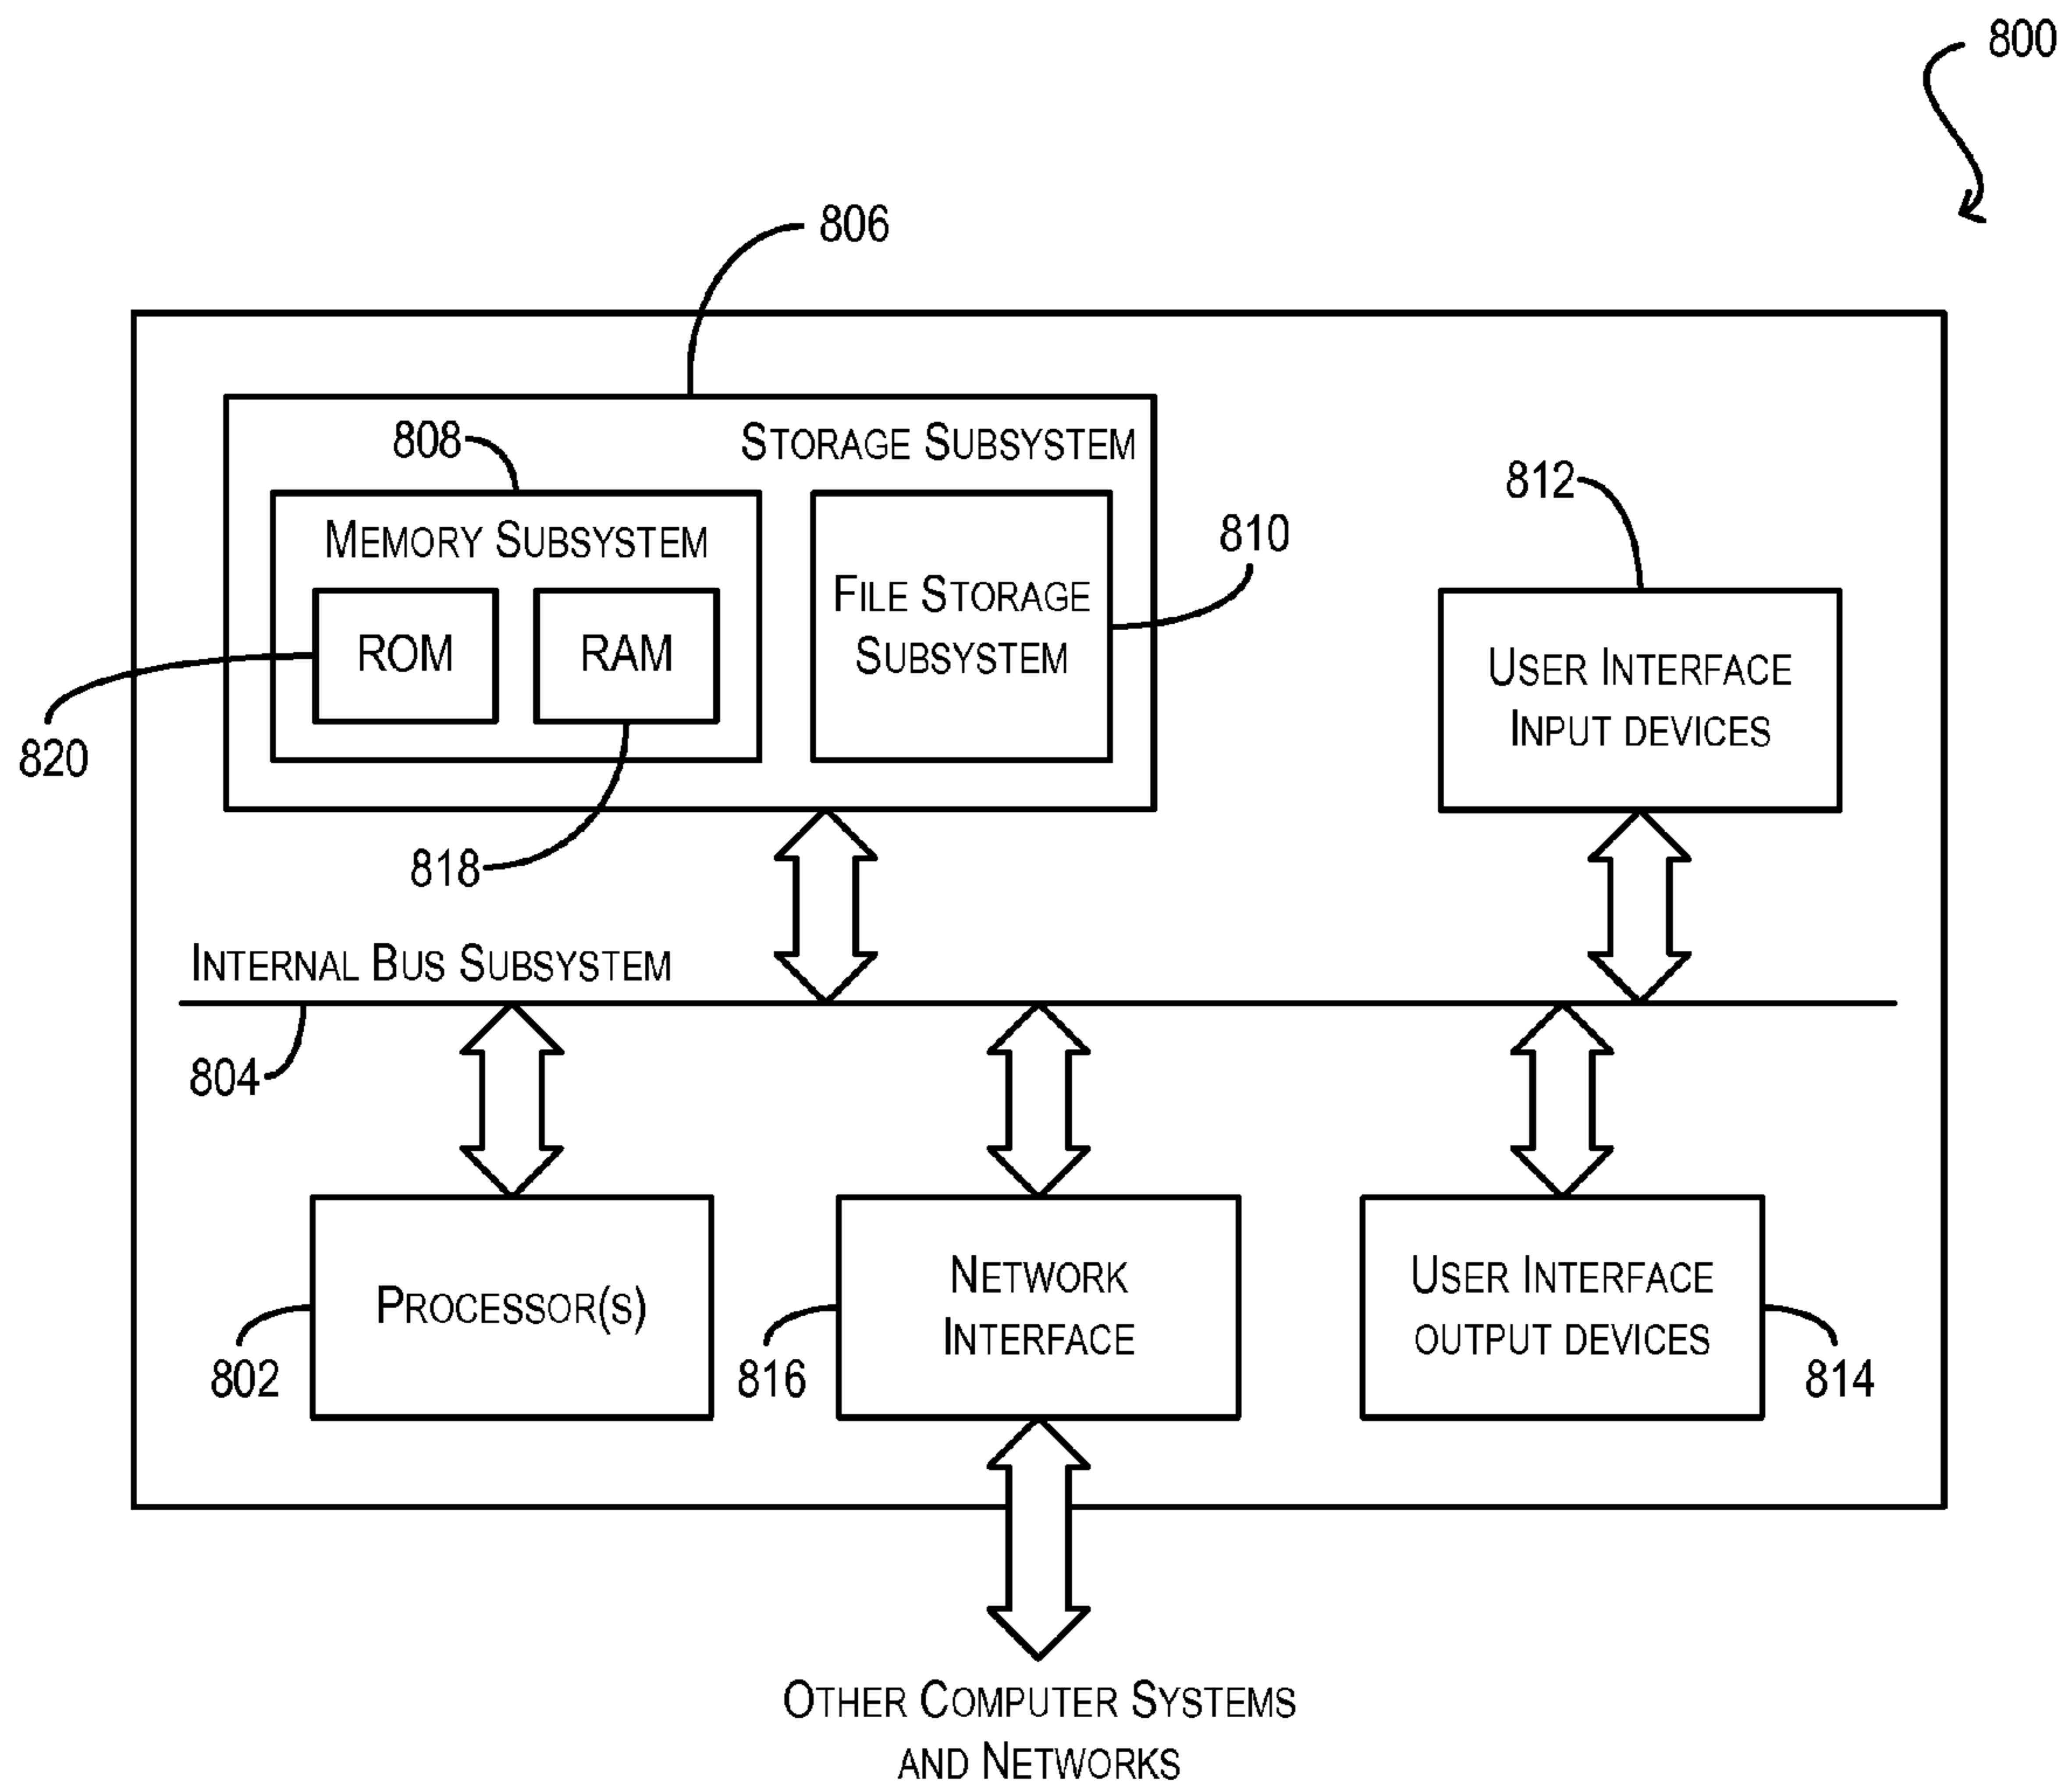 800
806
808
STORAGE SUBSYSTEM
812
810
MEMORY SUBSYSTEM
FILE STORAGE
SUBSYSTEM
ROM
RAM
USER INTERFACE
INPUT DEVICES
820
818
INTERNAL BUS SUBSYSTEM
804
PROCESSOR(S)
802
NETWORK
INTERFACE
816
USER INTERFACE
OUTPUT DEVICES
814
OTHER COMPUTER SYSTEMS
AND NETWORKS